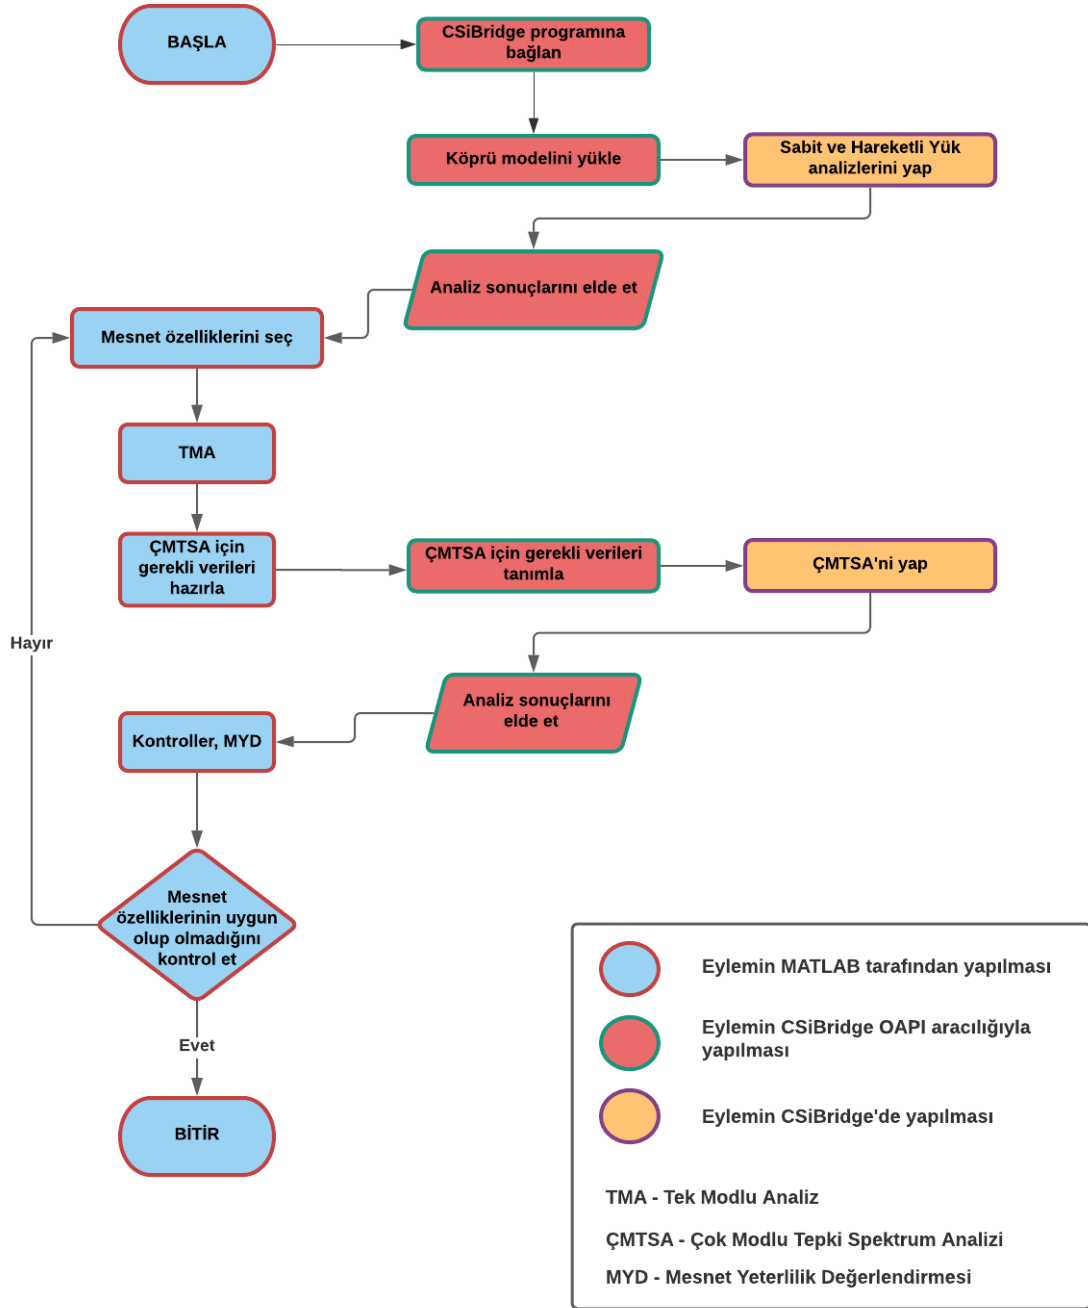 BAŞLA
CSiBridge programına
bağlan
Köprü modelini yükle
Sabit ve Hareketli Yük
analizlerini yap
Analiz sonuçlarını elde et
Mesnet özelliklerini seç
TMA
ÇMTSA için
gerekli verileri
hazırla
ÇMTSA için gerekli verileri
tanımla
ÇMTSA'ni yap
Hayır
Analiz sonuçlarını
elde et
Kontroller, MYD
Mesnet
özelliklerinin uygun
olup olmadığını
kontrol et
Evet
BİTİR
Eylemin MATLAB tarafından yapılması
Eylemin CSiBridge OAPI aracılığıyla
yapılması
Eylemin CSiBridge'de yapılması
TMA - Tek Modlu Analiz
ÇMTSA - Çok Modlu Tepki Spektrum Analizi
MYD - Mesnet Yeterlilik Değerlendirmesi